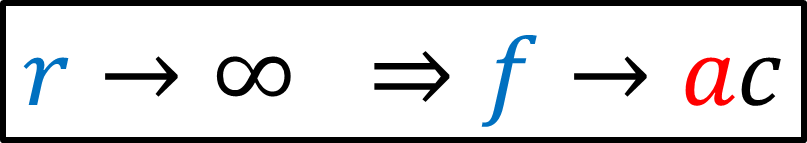 r → ∞ ⇒ f → ac